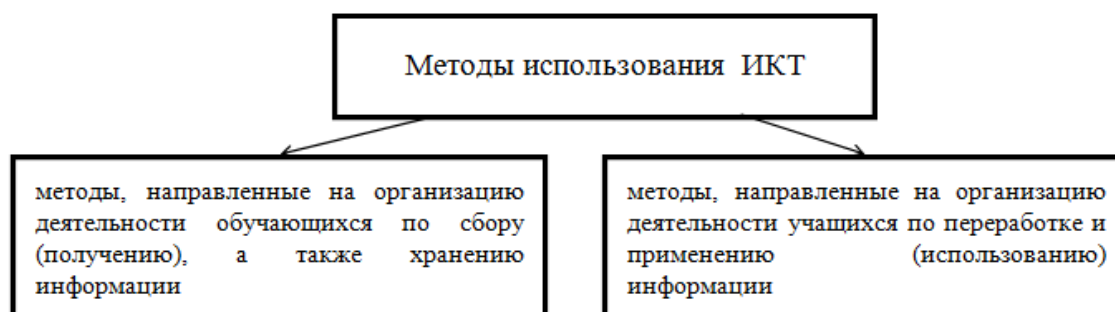 Методы использования ИКТ
методы, направленные на организацию
деятельности обучающихся по сбору
(получению), а также хранению
информации
методы, направленные на организацию
деятельности учащихся по переработке и
применению (использованию)
информации